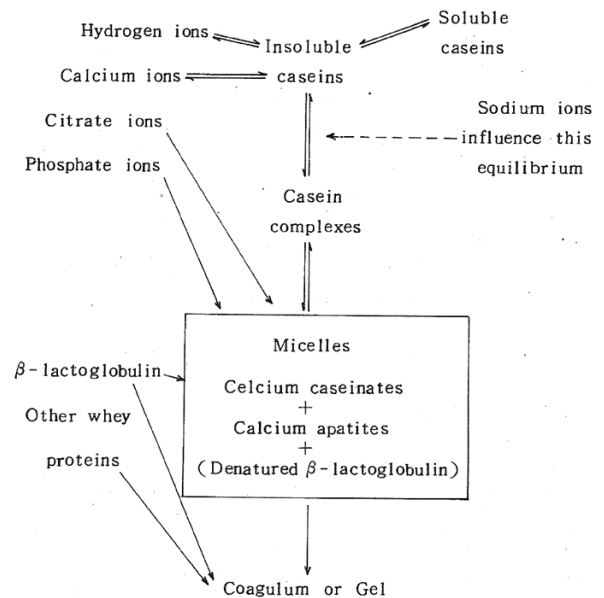 Hydrogen ions
Insoluble
caseins
Soluble
caseins
Calcium ions
Citrate ions
Phosphate ions
Sodium ions
influence this
equilibrium
Casein
complexes
Micelles
β-lactoglobulin
Celcium caseinates
+
Calcium apatites
+
(Denatured β-lactoglobulin)
Other whey
proteins
Coagulum or Gel